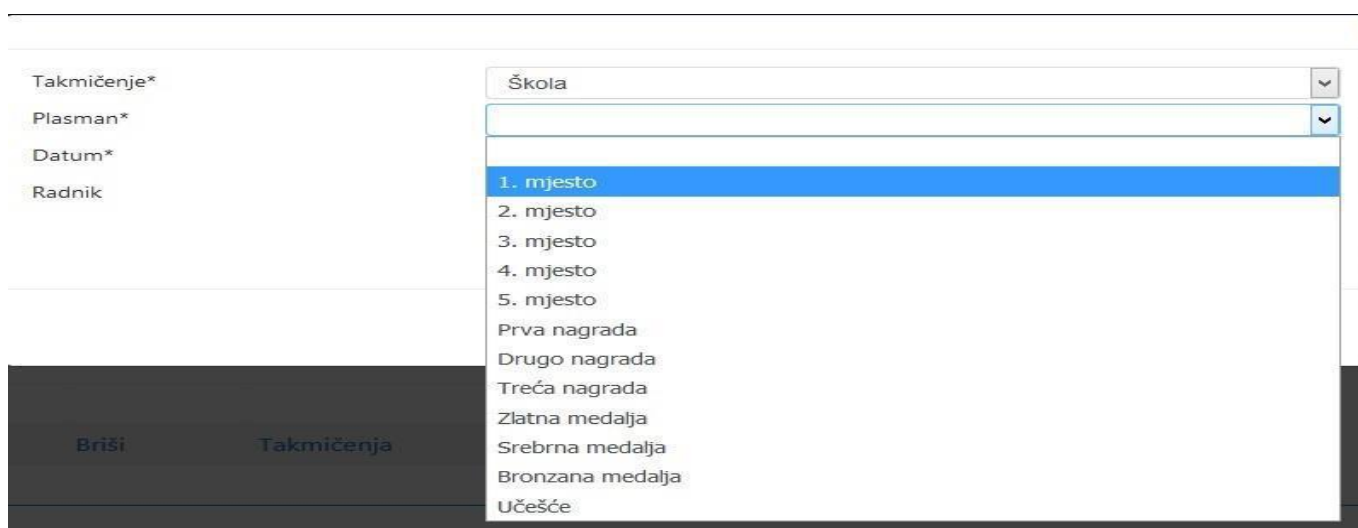 Takmičenje*
Škola
Plasman*
Datum*
Radnik
1. mjesto
2. mjesto
3. mjesto
4. mjesto
5. mjesto
Prva nagrada
Drugo nagrada
Treća nagrada
Zlatna medalja
Srebrna medalja
Bronzana medalja
Učešće
Briši
Takmičenja